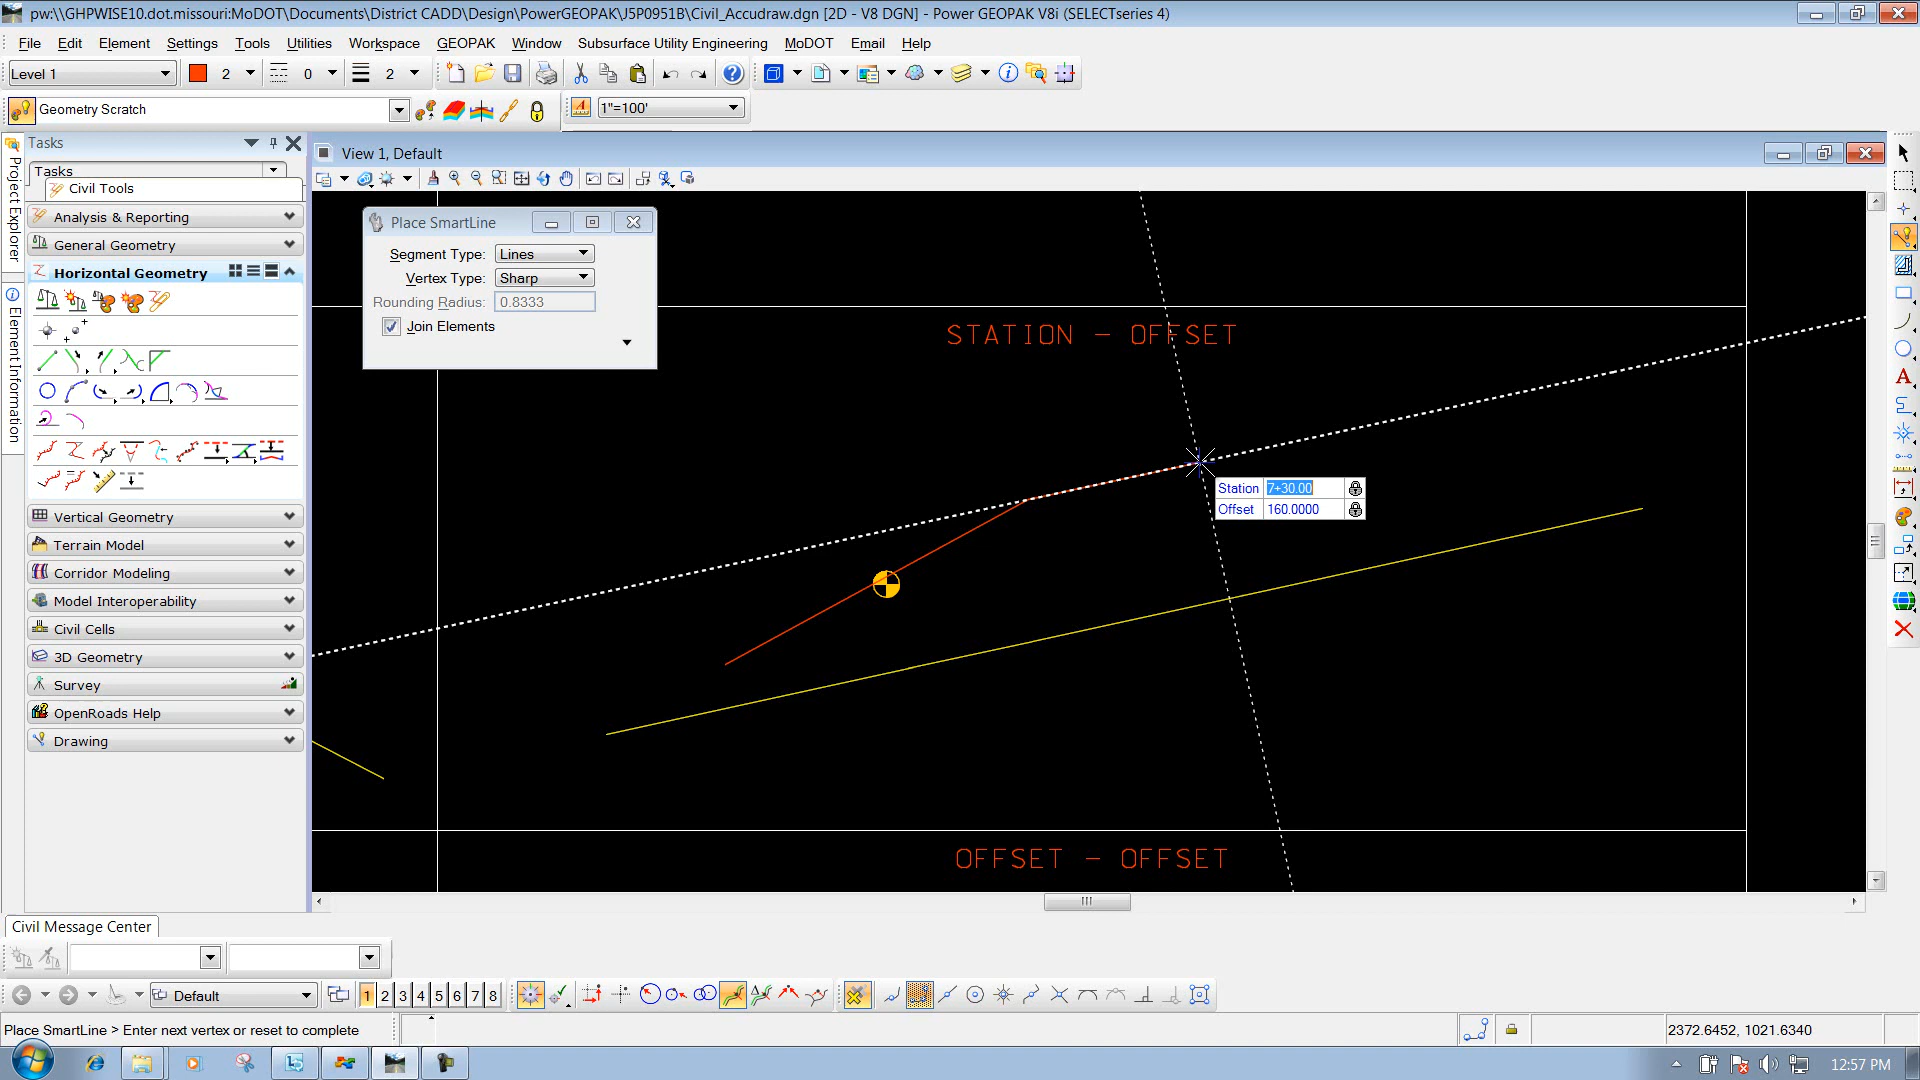 pw:\\GHPWISE10.dot.missouri:MoDOT\Documents\District CADD\Design\PowerGEOPAK\J5P0951B\Civil_Accudraw.dgn [2D - V8 DGN] - Power GEOPAK V8i (SELECTseries 4)
File Edit Element Settings Tools Utilities Workspace GEOPAK Window Subsurface Utility Engineering MoDOT Email Help
Level 1 2 0 2
Geometry Scratch 1"=100'
Tasks
Tasks
Civil Tools
Analysis & Reporting
General Geometry
Horizontal Geometry
Vertical Geometry
Terrain Model
Corridor Modeling
Model Interoperability
Civil Cells
3D Geometry
Survey
OpenRoads Help
Drawing
Project Explorer
Element Information
View 1, Default
Place SmartLine
Segment Type: Lines
Vertex Type: Sharp
Rounding Radius: 0.8333
Join Elements
STATION - OFFSET
Station 7+30.00
Offset 160.0000
OFFSET - OFFSET
Civil Message Center
Default 1 2 3 4 5 6 7 8
Place SmartLine > Enter next vertex or reset to complete
2372.6452, 1021.6340
12:57 PM